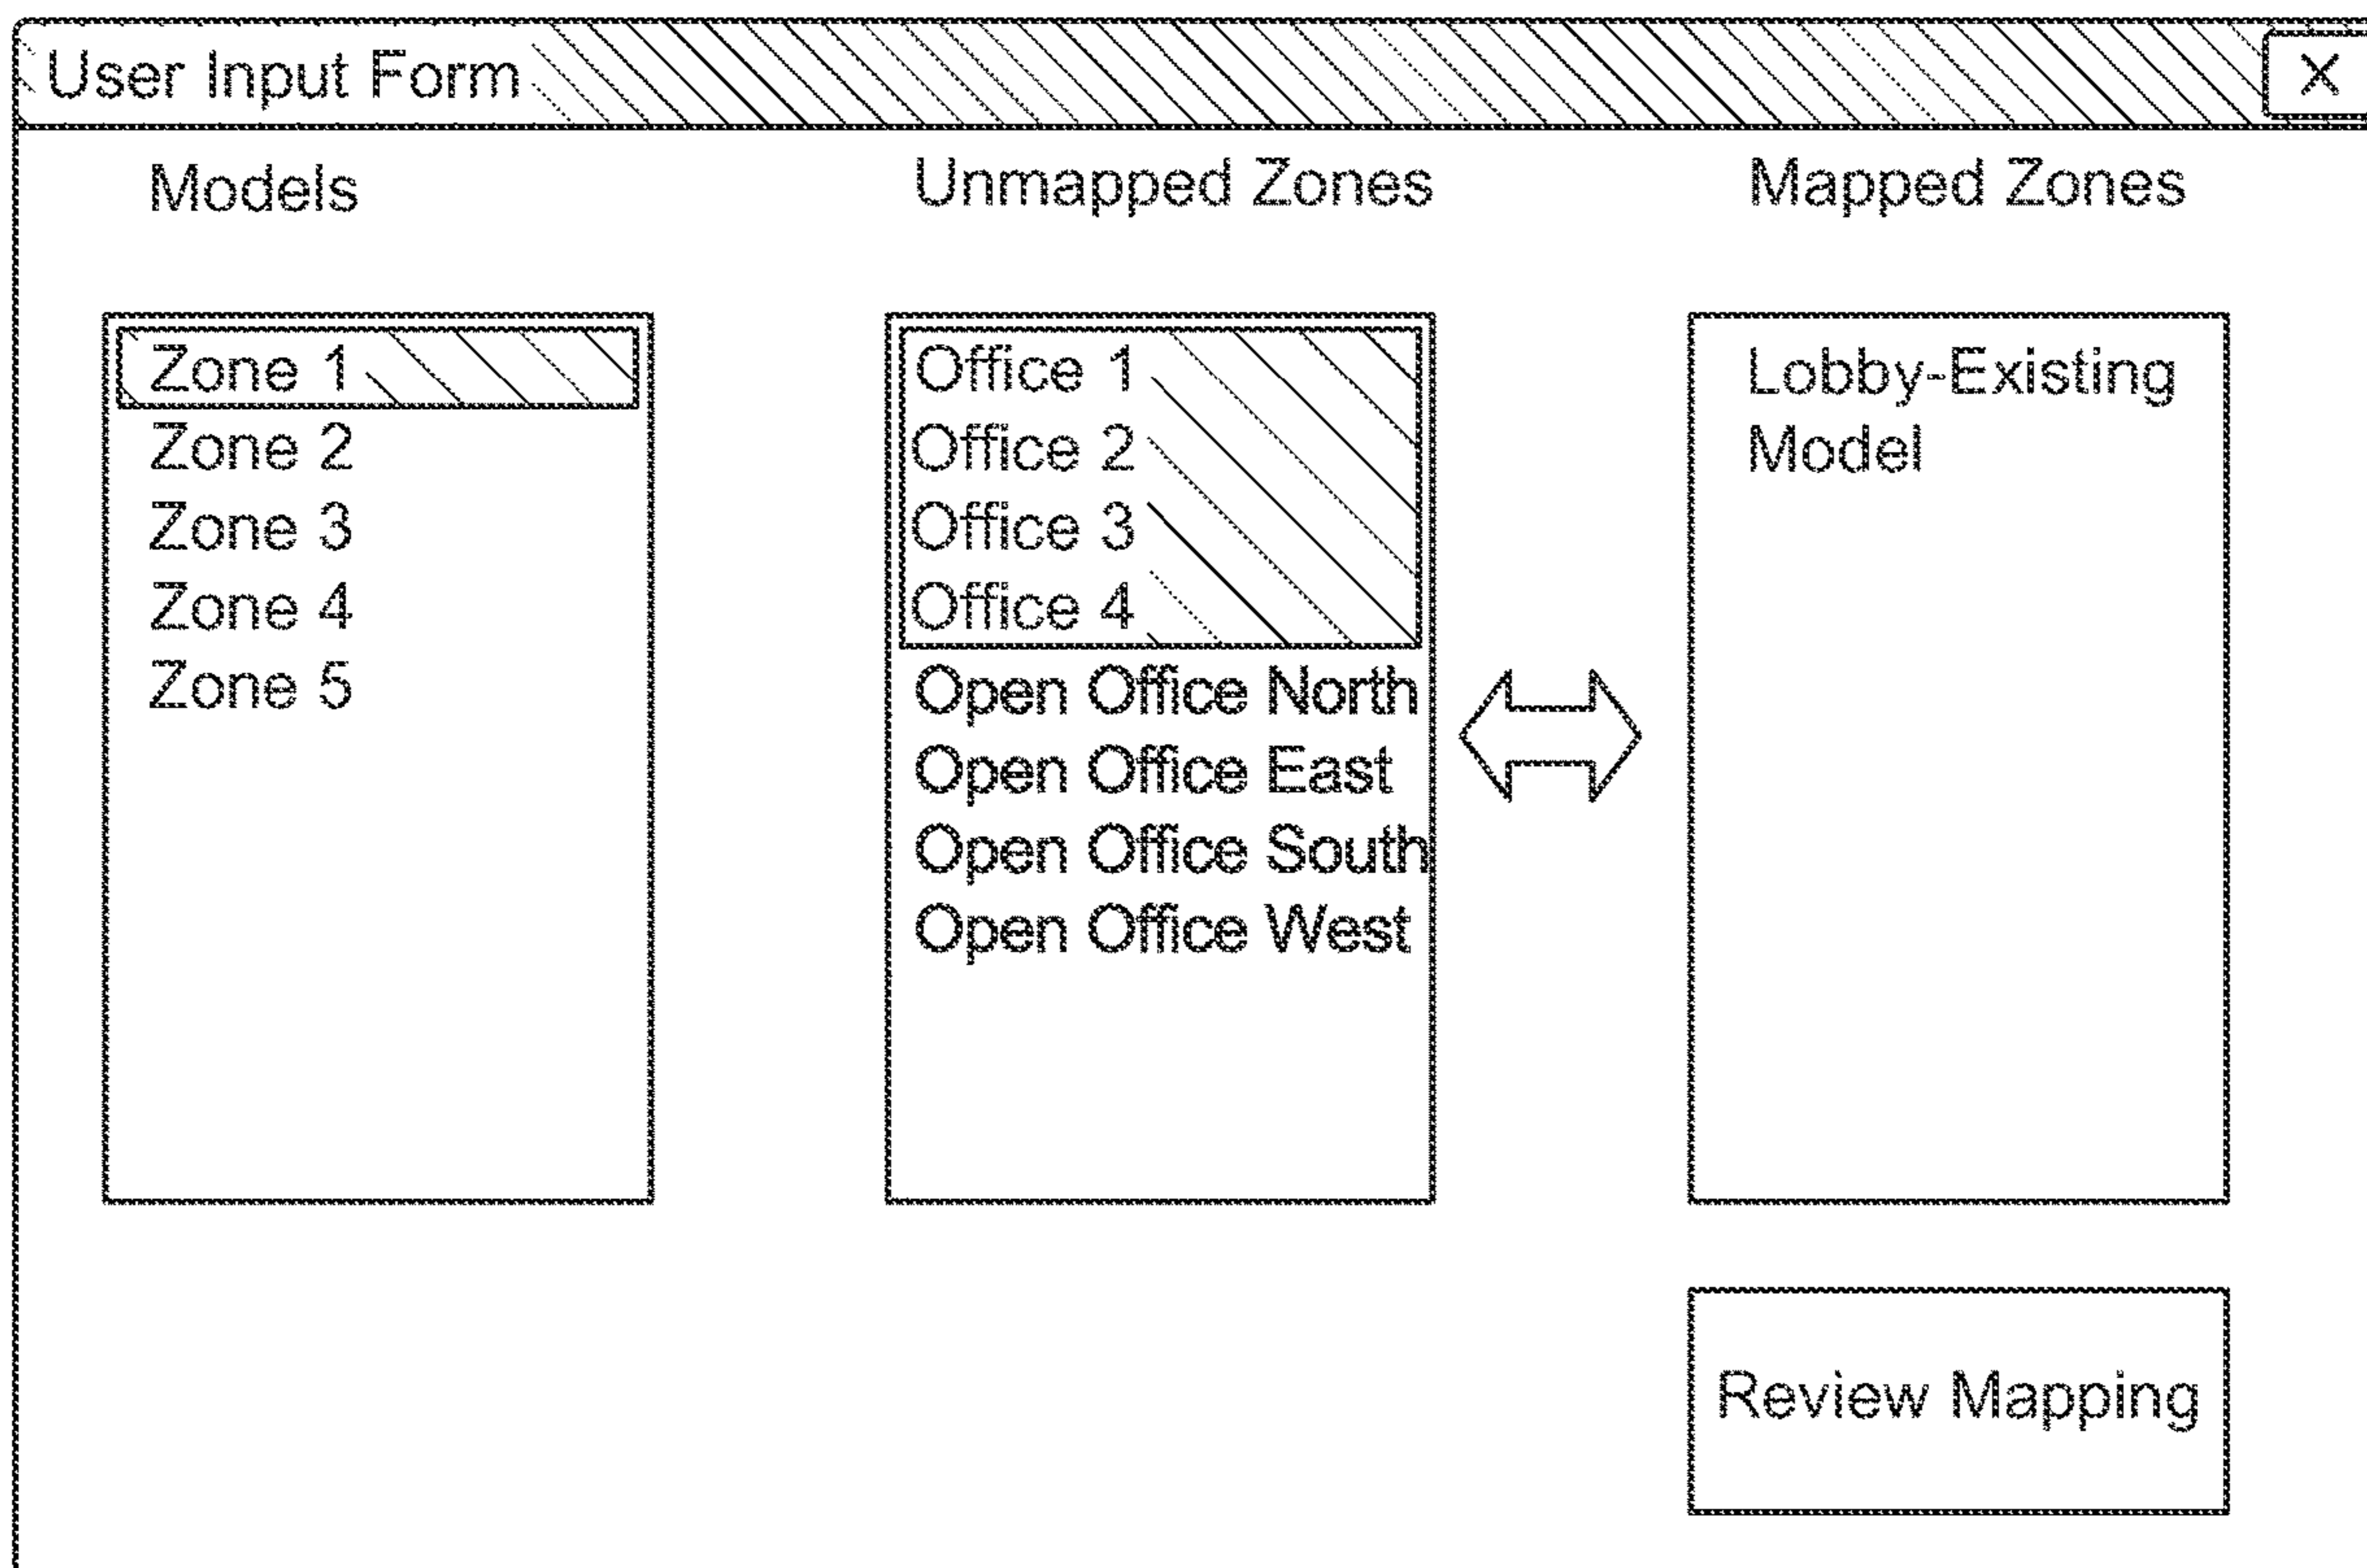 User Input Form
X
Models
Unmapped Zones
Mapped Zones
Zone 1
Zone 2
Zone 3
Zone 4
Zone 5
Office 1
Office 2
Office 3
Office 4
Open Office North
Open Office East
Open Office South
Open Office West
Lobby-Existing
Model
Review Mapping